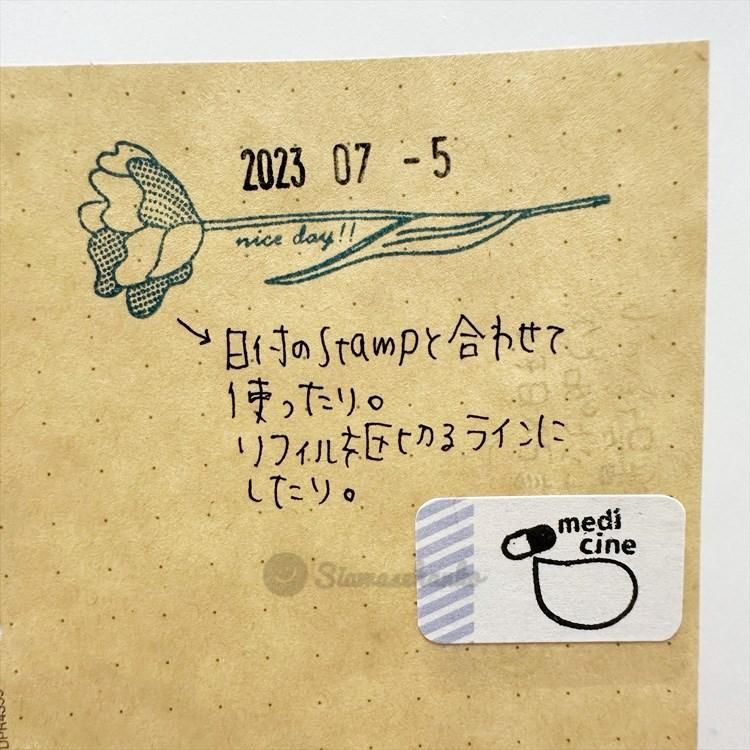 2023 07 -5
nice day!!
日付のstampと合わせて
使ったり。
リフィルを区切るラインに
したり。
medi
cine